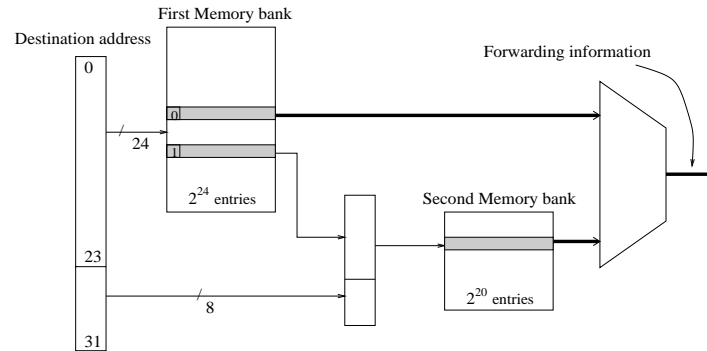 First Memory bank
Destination address
Forwarding information
0
0
24
1
2^24 entries
Second Memory bank
23
8
2^20 entries
31